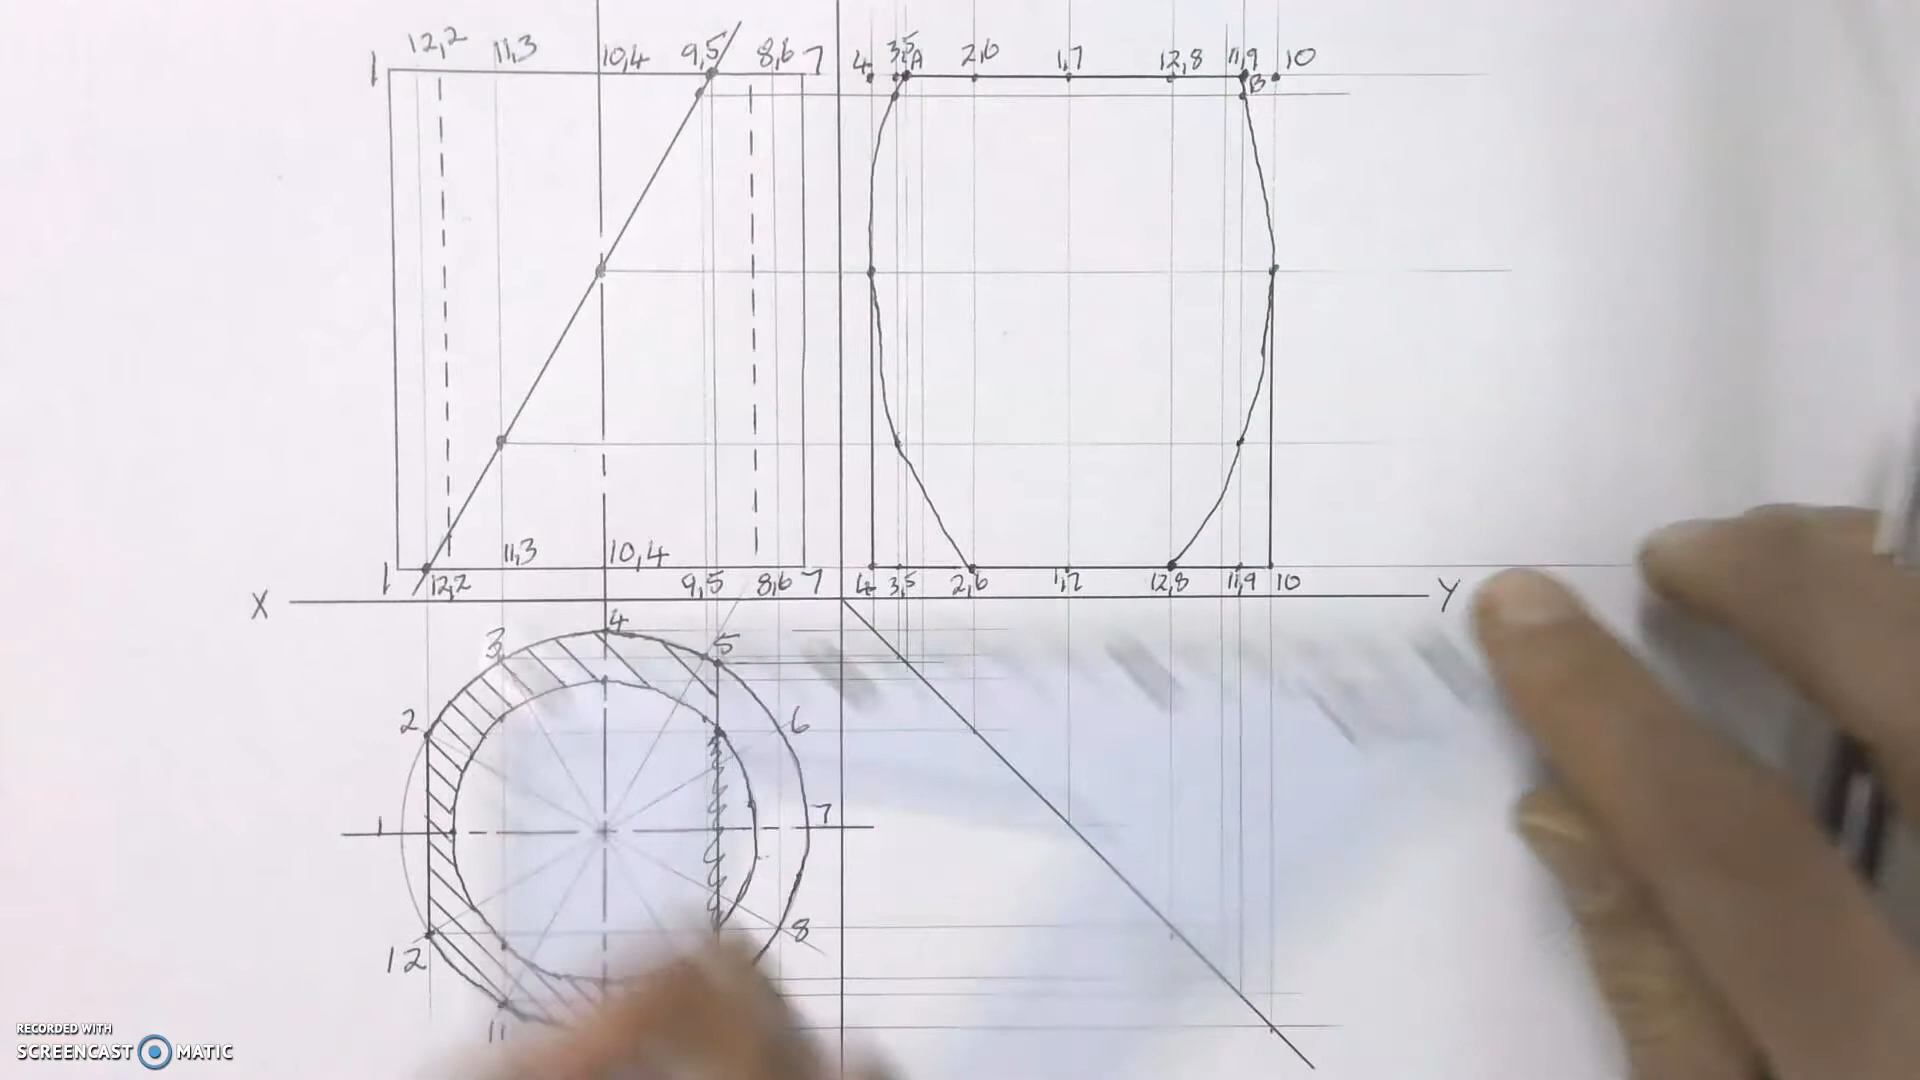 1 12,2 11,3 10,4 9,5 8,6 7 4 3,5 A 2,6 1,7 12,8 11,9 10
B
11,3 10,4
1 12,2 9,5 8,6 7 4 3,5 2,6 1,7 12,8 11,9 10
X Y
4
3 5
2 6
1 7
8
12
11
RECORDED WITH
SCREENCAST MATIC